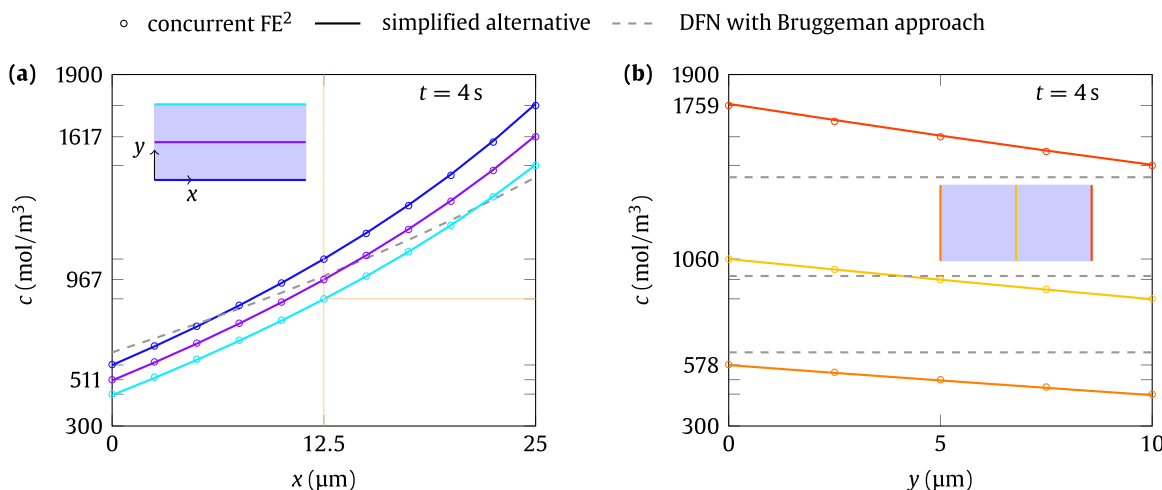 concurrent FE² simplified alternative DFN with Bruggeman approach
(a) (b)
1900 t = 4 s 1900 t = 4 s
1759
1617
y
x
c (mol/m³) c (mol/m³)
1060
967
578
511
300 300
0 12.5 25 0 5 10
x (μm) y (μm)